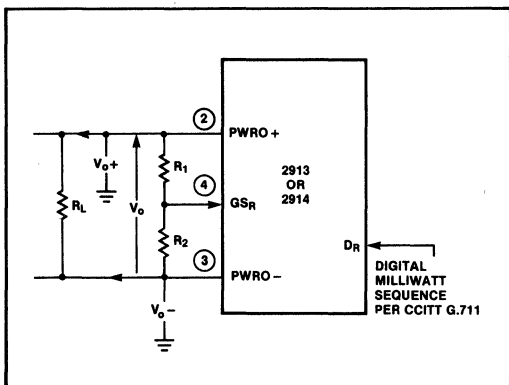 2
PWRO +
Vo+
R1
2913
OR
2914
4
RL
Vo
GSR
R2
DR
3
PWRO −
DIGITAL
MILLIWATT
SEQUENCE
PER CCITT G.711
Vo−